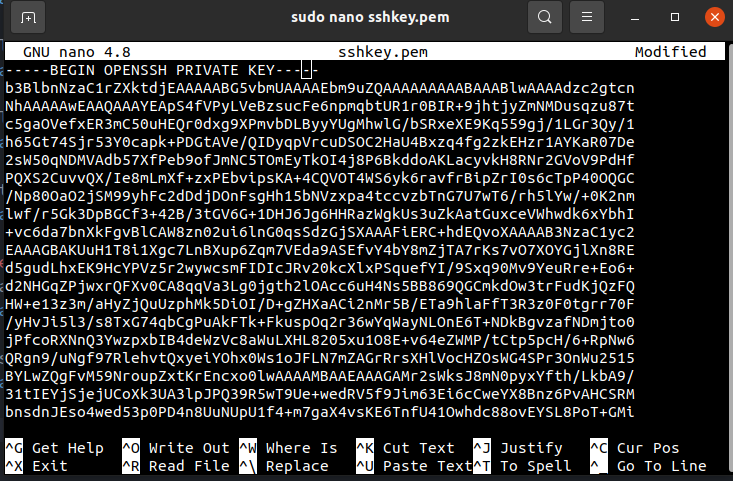 sudo nano sshkey.pem
GNU nano 4.8 sshkey.pem Modified
-----BEGIN OPENSSH PRIVATE KEY-----
b3BlbnNzaC1rZXktdjEAAAAABG5vbmUAAAAEbm9uZQAAAAAAAAABAAABlwAAAAdzc2gtcn
NhAAAAAwEAAQAAAYEApS4fVPyLVeBzsucFe6npmqbtUR1r0BIR+9jhtjyZmNMDusqzu87t
c5gaOVefxER3mC50uHEQr0dxg9XPmvbDLByyYUgMhwlG/bSRxeXE9Kq559gj/1LGr3Qy/1
h65Gt74Sjr53Y0capk+PDGtAVe/QIDyqpVrcuDSOC2HaU4Bxzq4fg2zkEHzr1AYKaR07De
2sW50qNDMVAdb57XfPeb9ofJmNC5TOmEyTkOI4j8P6BkddoAKLacyvkH8RNr2GVoV9PdHf
PQXS2CuvvQX/Ie8mLmXf+zxPEbvipsKA+4CQVOT4WS6yk6ravfrBipZrI0s6cTpP40OQGC
/Np80OaO2jSM99yhFc2dDdjDOnFsgHh15bNVzxpa4tccvzbTnG7U7wT6/rh5lYw/+0K2nm
lwf/r5Gk3DpBGCf3+42B/3tGV6G+1DHJ6Jg6HHRazWgkUs3uZkAatGuxceVWhwdk6xYbhI
+vc6da7bnXkFgvBlCAW8zn02ui6lnG0qsSdzGjSXAAAFiERC+hdEQvoXAAAAB3NzaC1yc2
EAAAGBAKUuH1T8i1Xgc7LnBXup6Zqm7VEda9ASEfvY4bY8mZjTA7rKs7vO7XOYGjlXn8RE
d5gudLhxEK9HcYPVz5r2wywcsmFIDIcJRv20kcXlxPSquefYI/9Sxq90Mv9YeuRre+Eo6+
d2NHGqZPjwxrQFXv0CA8qqVa3Lg0jgth2lOAcc6uH4Ns5BB869QGCmkdOw3trFudKjQzFQ
HW+e13z3m/aHyZjQuUzphMk5DiOI/D+gZHXaACi2nMr5B/ETa9hlaFfT3R3z0F0tgrr70F
/yHvJi5l3/s8TxG74qbCgPuAkFTk+FkuspOq2r36wYqWayNLOnE6T+NDkBgvzafNDmjto0
jPfcoRXNnQ3YwzpxbIB4deWzVc8aWuLXHL8205xu1O8E+v64eZWMP/tCtp5pcH/6+RpNw6
QRgn9/uNgf97RlehvtQxyeiYOhx0Ws1oJFLN7mZAGrRrsXHlVocHZOsWG4SPr3OnWu2515
BYLwZQgFvM59NroupZxtKrEncxo0lwAAAAMBAAEAAAGAMr2sWksJ8mN0pyxYfth/LkbA9/
31tIEYjSjejUCoXk3UA3lpJPQ39R5wT9Ue+wedRV5f9Jim63Ei6cCweYX8Bnz6PvAHCSRM
bnsdnJEso4wed53p0PD4n8UuNUpU1f4+m7gaX4vsKE6TnfU41Owhdc88ovEYSL8PoT+GMi
^G Get Help ^O Write Out ^W Where Is ^K Cut Text ^J Justify ^C Cur Pos
^X Exit ^R Read File ^\ Replace ^U Paste Text ^T To Spell ^_ Go To Line